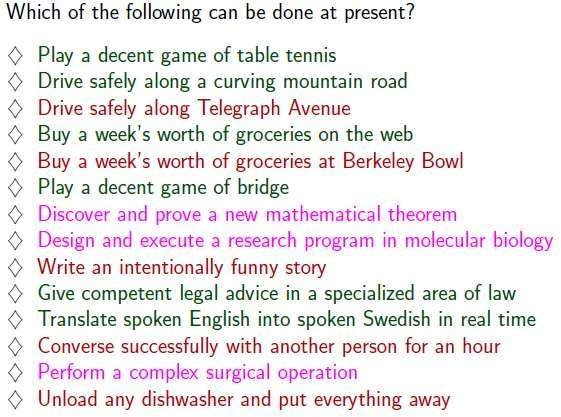 Which of the following can be done at present?
♢ Play a decent game of table tennis
♢ Drive safely along a curving mountain road
♢ Drive safely along Telegraph Avenue
♢ Buy a week's worth of groceries on the web
♢ Buy a week's worth of groceries at Berkeley Bowl
♢ Play a decent game of bridge
♢ Discover and prove a new mathematical theorem
♢ Design and execute a research program in molecular biology
♢ Write an intentionally funny story
♢ Give competent legal advice in a specialized area of law
♢ Translate spoken English into spoken Swedish in real time
♢ Converse successfully with another person for an hour
♢ Perform a complex surgical operation
♢ Unload any dishwasher and put everything away